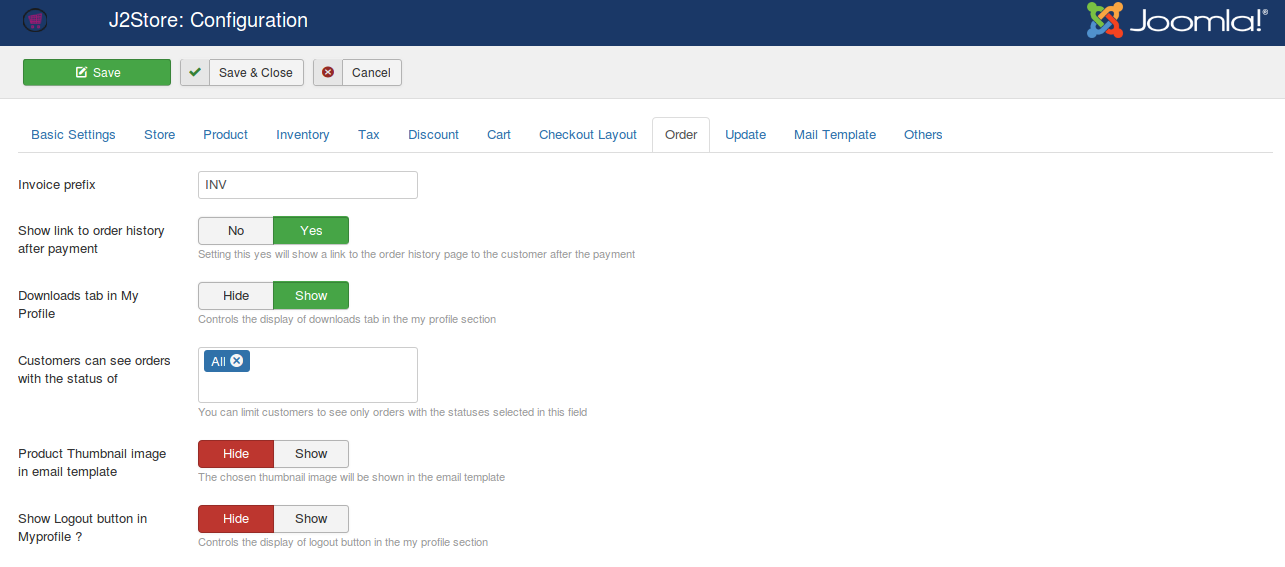 J2Store: Configuration
Joomla!®
Save
Save & Close
Cancel
Basic Settings Store Product Inventory Tax Discount Cart Checkout Layout Order Update Mail Template Others
Invoice prefix
INV
Show link to order history
after payment
No Yes
Setting this yes will show a link to the order history page to the customer after the payment
Downloads tab in My
Profile
Hide Show
Controls the display of downloads tab in the my profile section
Customers can see orders
with the status of
All
You can limit customers to see only orders with the statuses selected in this field
Product Thumbnail image
in email template
Hide Show
The chosen thumbnail image will be shown in the email template
Show Logout button in
Myprofile ?
Hide Show
Controls the display of logout button in the my profile section